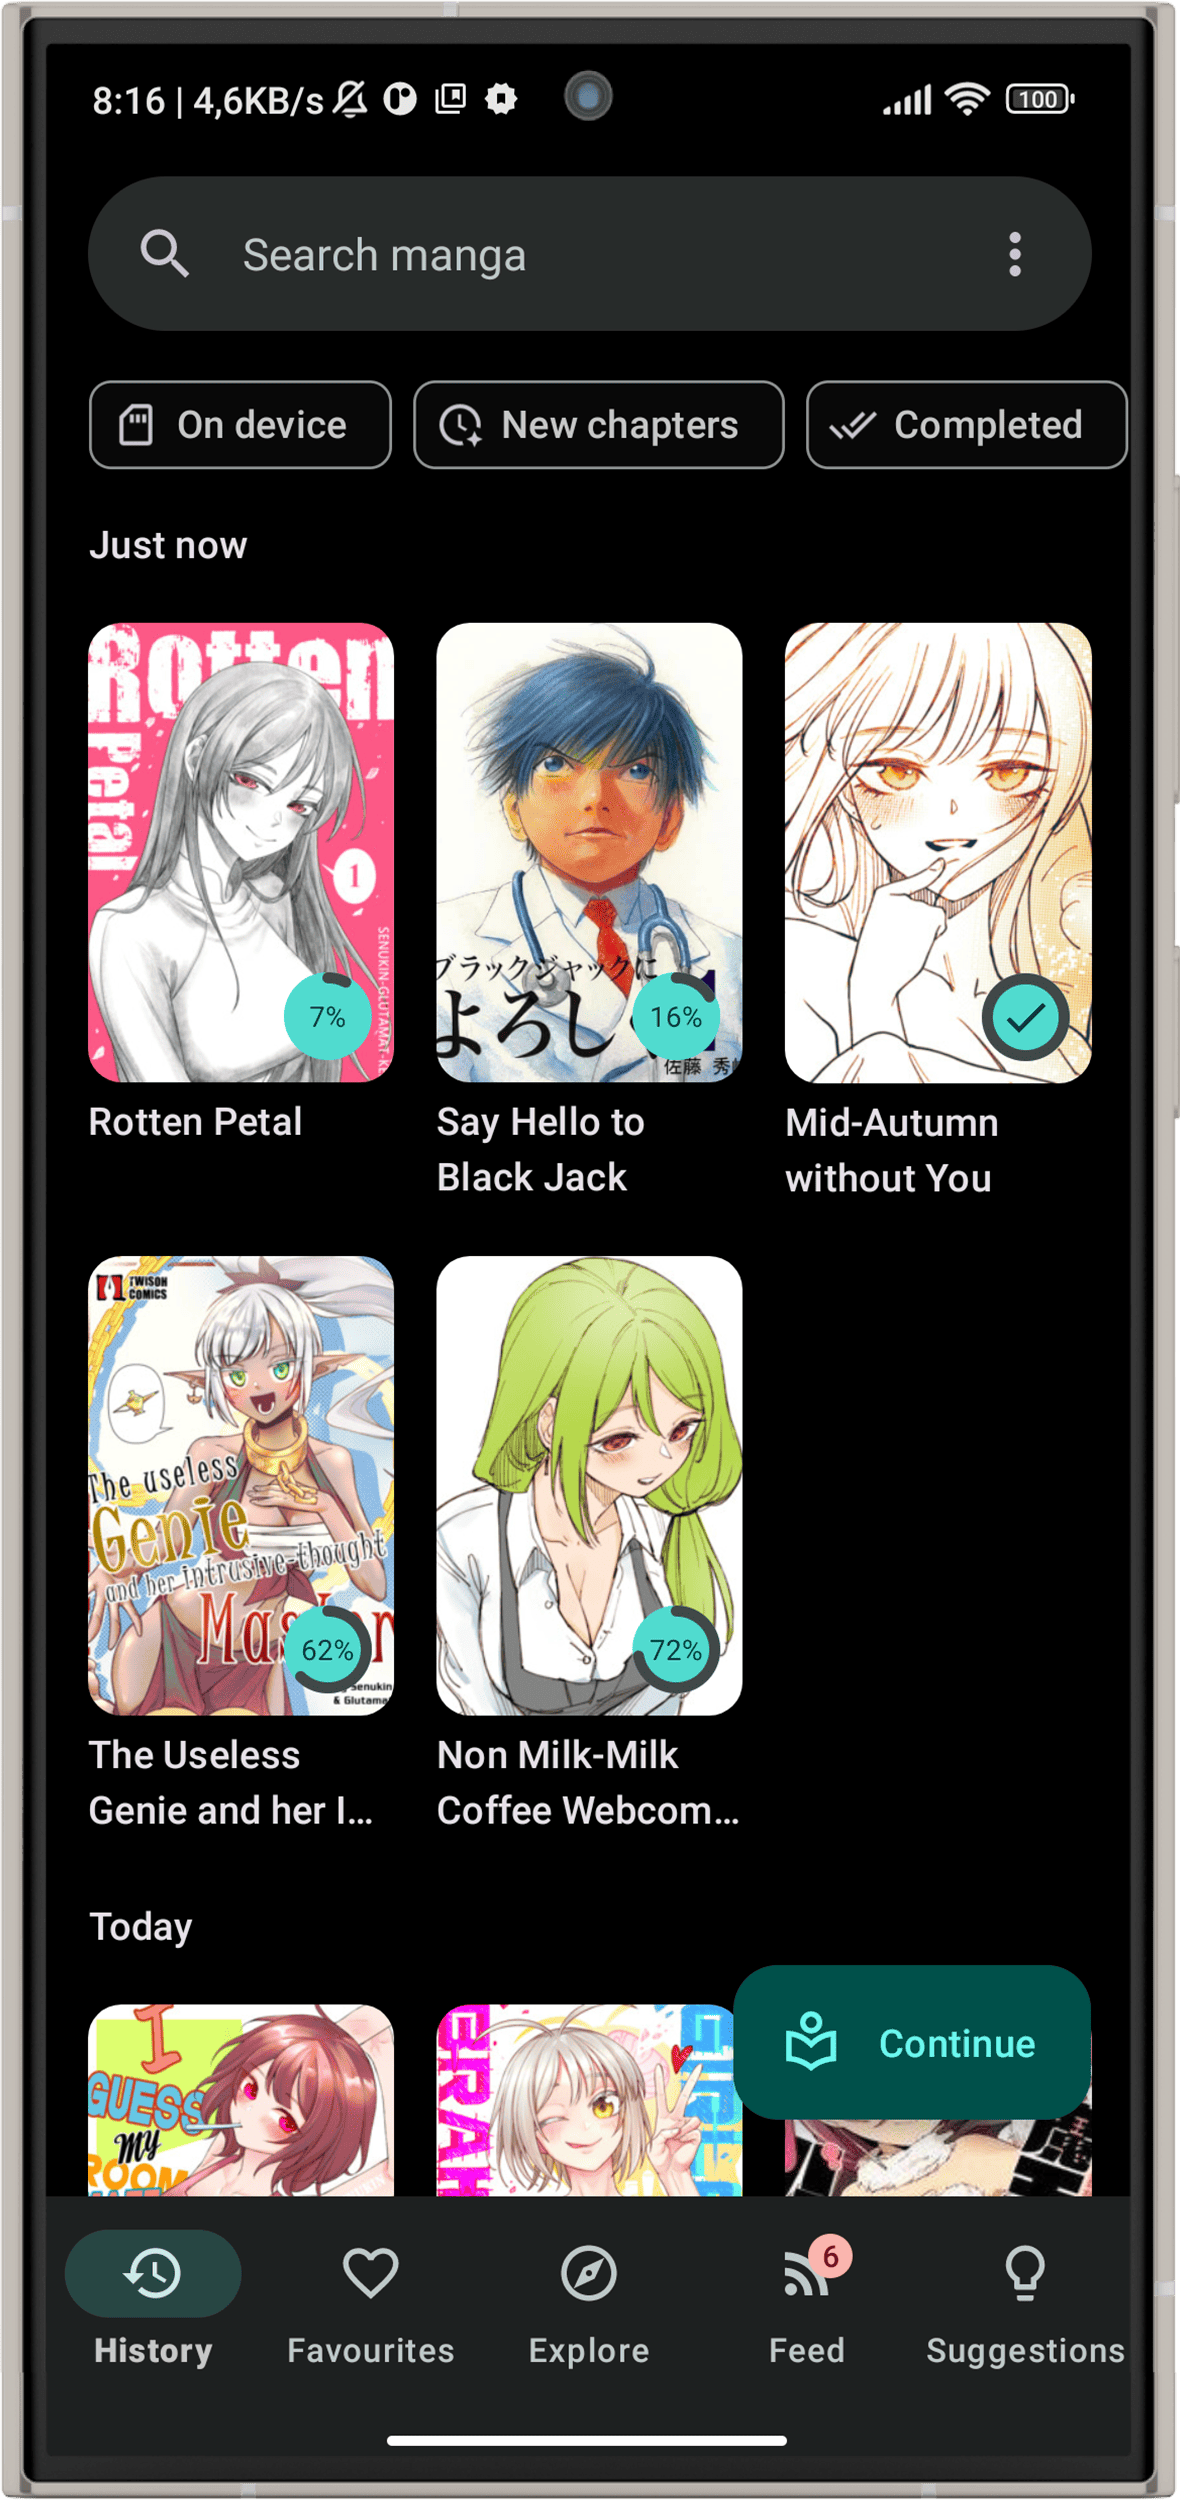 8:16 | 4,6KB/s
100
Search manga
On device
New chapters
Completed
Just now
Rotten
Petal
1
SENUKIN-GLUTAMAT-KE
7%
ブラックジャックに
よろし
佐藤 秀
16%
Rotten Petal
Say Hello to
Black Jack
Mid-Autumn
without You
TWISOH
COMICS
The useless
Genie
and her intrusive-thought
62%
Senukin
& Glutama
72%
The Useless
Genie and her I...
Non Milk-Milk
Coffee Webcom...
Today
I
GUESS
MY
ROOM
Continue
6
History
Favourites
Explore
Feed
Suggestions